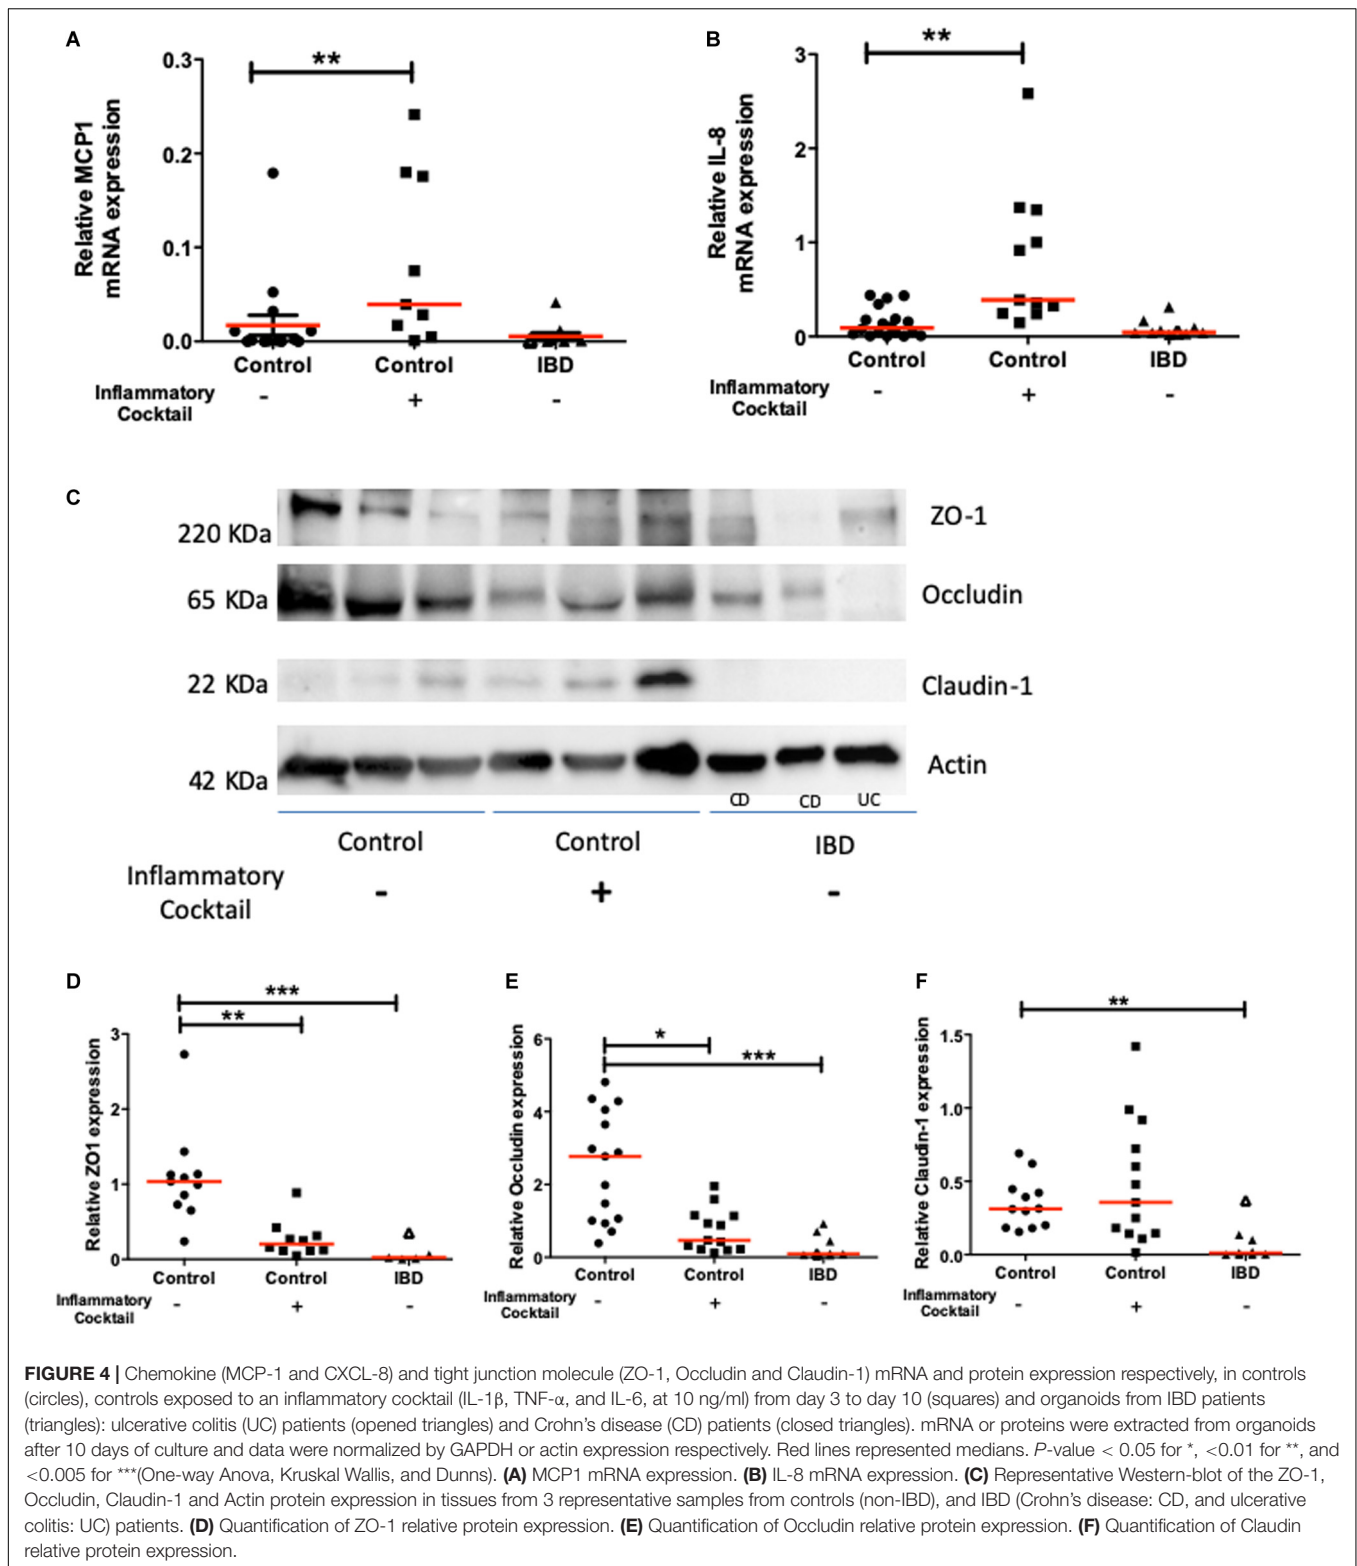 A
**
0.3
0.2
0.1
0.0
Relative MCP1
mRNA expression
Control
Control
IBD
Inflammatory
Cocktail
-
+
-
B
**
3
2
1
0
Relative IL-8
mRNA expression
Control
Control
IBD
Inflammatory
Cocktail
-
+
-
C
220 KDa
ZO-1
65 KDa
Occludin
22 KDa
Claudin-1
42 KDa
Actin
CD
CD
UC
Control
Control
IBD
Inflammatory
Cocktail
-
+
-
D
***
**
3
2
1
0
Relative ZO1 expression
Control
Control
IBD
Inflammatory
Cocktail
-
+
-
E
*
***
6
4
2
0
Relative Occludin expression
Control
Control
IBD
Inflammatory
Cocktail
-
+
-
F
**
1.5
1.0
0.5
0.0
Relative Claudin-1 expression
Control
Control
IBD
Inflammatory
Cocktail
-
+
-
FIGURE 4 | Chemokine (MCP-1 and CXCL-8) and tight junction molecule (ZO-1, Occludin and Claudin-1) mRNA and protein expression respectively, in controls
(circles), controls exposed to an inflammatory cocktail (IL-1β, TNF-α, and IL-6, at 10 ng/ml) from day 3 to day 10 (squares) and organoids from IBD patients
(triangles): ulcerative colitis (UC) patients (opened triangles) and Crohn's disease (CD) patients (closed triangles). mRNA or proteins were extracted from organoids
after 10 days of culture and data were normalized by GAPDH or actin expression respectively. Red lines represented medians. P-value < 0.05 for *, <0.01 for **, and
<0.005 for ***(One-way Anova, Kruskal Wallis, and Dunns). (A) MCP1 mRNA expression. (B) IL-8 mRNA expression. (C) Representative Western-blot of the ZO-1,
Occludin, Claudin-1 and Actin protein expression in tissues from 3 representative samples from controls (non-IBD), and IBD (Crohn's disease: CD, and ulcerative
colitis: UC) patients. (D) Quantification of ZO-1 relative protein expression. (E) Quantification of Occludin relative protein expression. (F) Quantification of Claudin
relative protein expression.